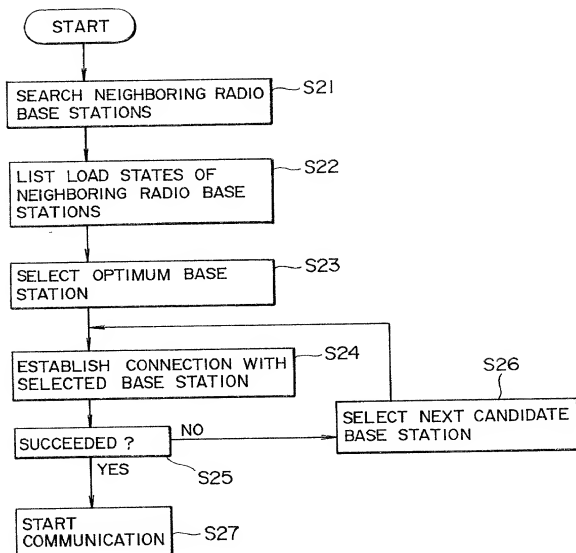 START
SEARCH NEIGHBORING RADIO
BASE STATIONS
S21
LIST LOAD STATES OF
NEIGHBORING RADIO BASE
STATIONS
S22
SELECT OPTIMUM BASE
STATION
S23
ESTABLISH CONNECTION WITH
SELECTED BASE STATION
S24
SUCCEEDED ?
S25
NO
YES
S26
SELECT NEXT CANDIDATE
BASE STATION
START
COMMUNICATION
S27